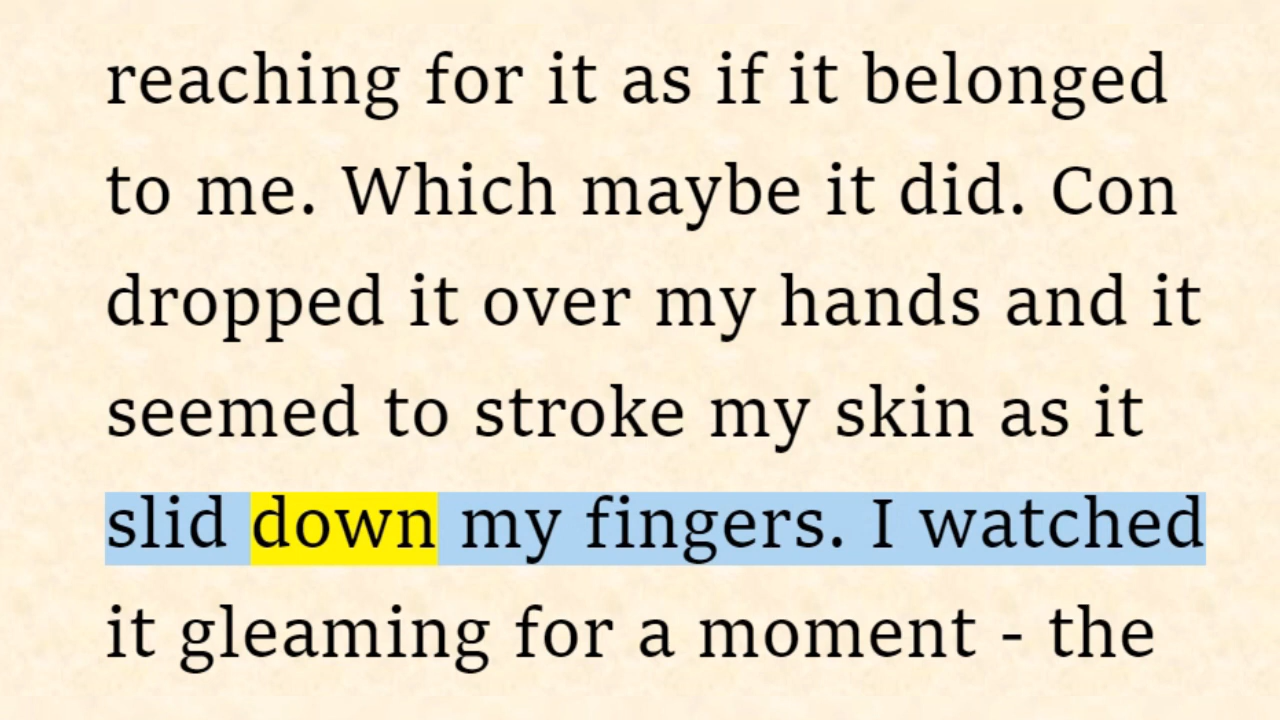 reaching for it as if it belonged
to me. Which maybe it did. Con
dropped it over my hands and it
seemed to stroke my skin as it
slid down my fingers. I watched
it gleaming for a moment - the